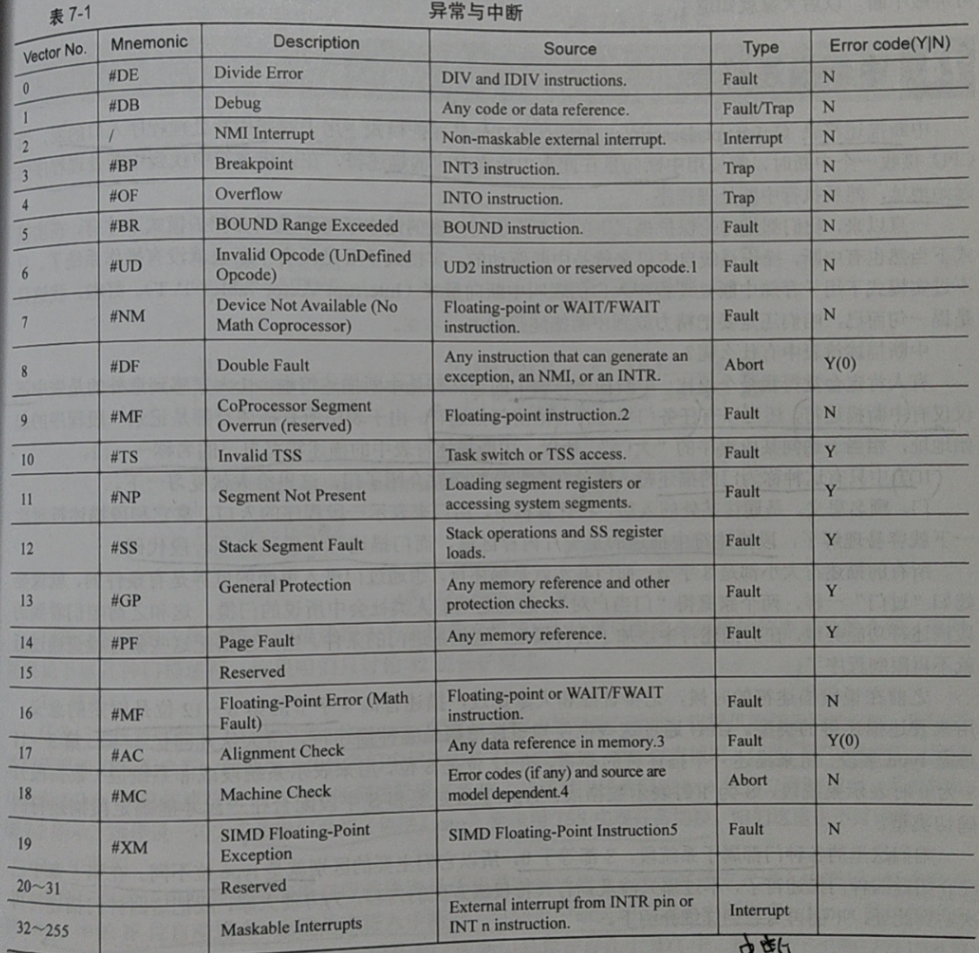 表 7-1 异常与中断
Vector No. Mnemonic Description Source Type Error code(Y|N)
0 #DE Divide Error DIV and IDIV instructions. Fault N
1 #DB Debug Any code or data reference. Fault/Trap N
2 / NMI Interrupt Non-maskable external interrupt. Interrupt N
3 #BP Breakpoint INT3 instruction. Trap N
4 #OF Overflow INTO instruction. Trap N
5 #BR BOUND Range Exceeded BOUND instruction. Fault N
6 #UD Invalid Opcode (UnDefined
Opcode) UD2 instruction or reserved opcode.1 Fault N
7 #NM Device Not Available (No
Math Coprocessor) Floating-point or WAIT/FWAIT
instruction. Fault N
8 #DF Double Fault Any instruction that can generate an
exception, an NMI, or an INTR. Abort Y(0)
9 #MF CoProcessor Segment
Overrun (reserved) Floating-point instruction.2 Fault N
10 #TS Invalid TSS Task switch or TSS access. Fault Y
11 #NP Segment Not Present Loading segment registers or
accessing system segments. Fault Y
12 #SS Stack Segment Fault Stack operations and SS register
loads. Fault Y
13 #GP General Protection Any memory reference and other
protection checks. Fault Y
14 #PF Page Fault Any memory reference. Fault Y
15 Reserved
16 #MF Floating-Point Error (Math
Fault) Floating-point or WAIT/FWAIT
instruction. Fault N
17 #AC Alignment Check Any data reference in memory.3 Fault Y(0)
18 #MC Machine Check Error codes (if any) and source are
model dependent.4 Abort N
19 #XM SIMD Floating-Point
Exception SIMD Floating-Point Instruction5 Fault N
20~31 Reserved
32~255 Maskable Interrupts External interrupt from INTR pin or
INT n instruction. Interrupt